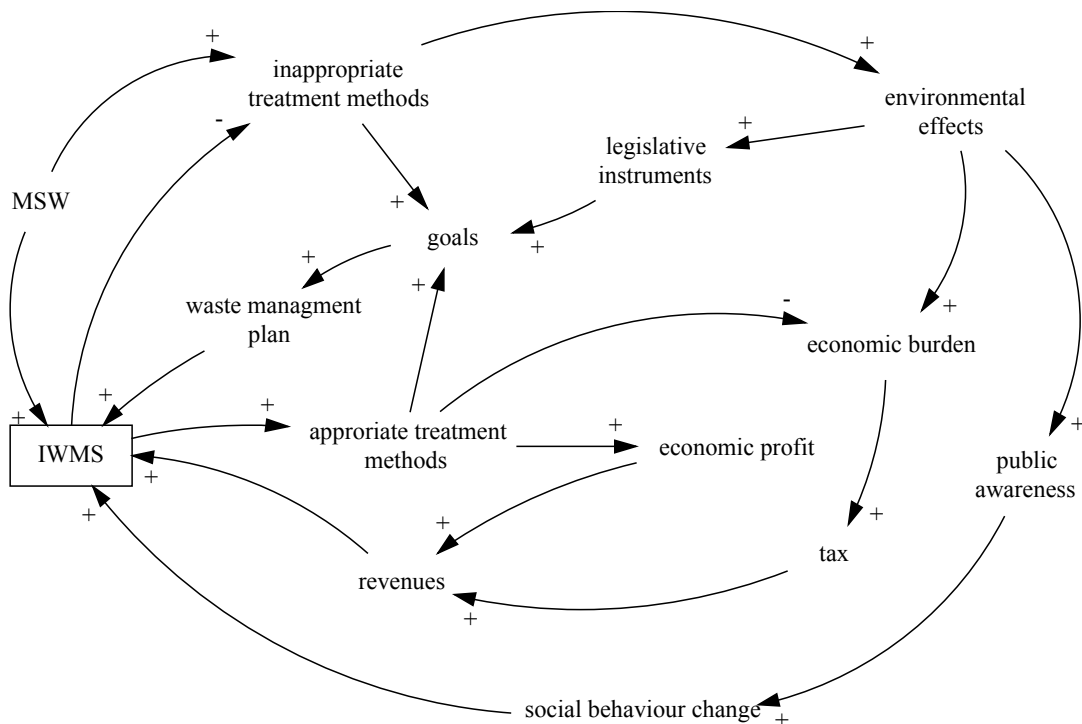 +
+
inappropriate
treatment methods
environmental
effects
-
+
legislative
instruments
MSW
+
goals
+
+
+
waste managment
plan
-
+
economic burden
+
+
+
approriate treatment
methods
+
economic profit
+
IWMS
+
public
awareness
+
+
+
tax
revenues
+
social behaviour change
+